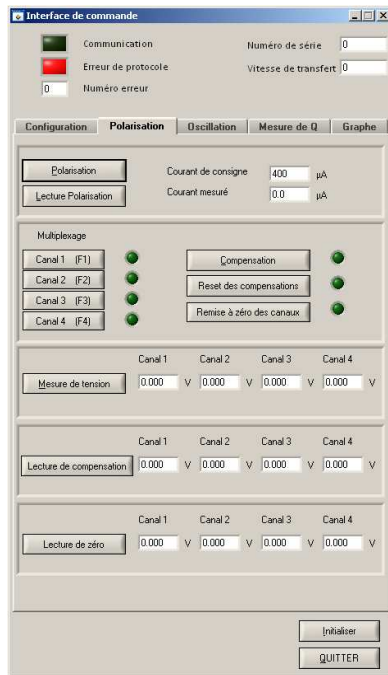 Interface de commande
Communication Numéro de série 0
Erreur de protocole Vitesse de transfert 0
0 Numéro erreur
Configuration Polarisation Oscillation Mesure de Q Graphe
Polarisation Courant de consigne 400 µA
Lecture Polarisation Courant mesuré 0.0 µA
Multiplexage
Canal 1 (F1) Compensation
Canal 2 (F2) Reset des compensations
Canal 3 (F3) Remise à zéro des canaux
Canal 4 (F4)
Canal 1 Canal 2 Canal 3 Canal 4
Mesure de tension 0.000 V 0.000 V 0.000 V 0.000 V
Canal 1 Canal 2 Canal 3 Canal 4
Lecture de compensation 0.000 V 0.000 V 0.000 V 0.000 V
Canal 1 Canal 2 Canal 3 Canal 4
Lecture de zéro 0.000 V 0.000 V 0.000 V 0.000 V
Initialiser
QUITTER